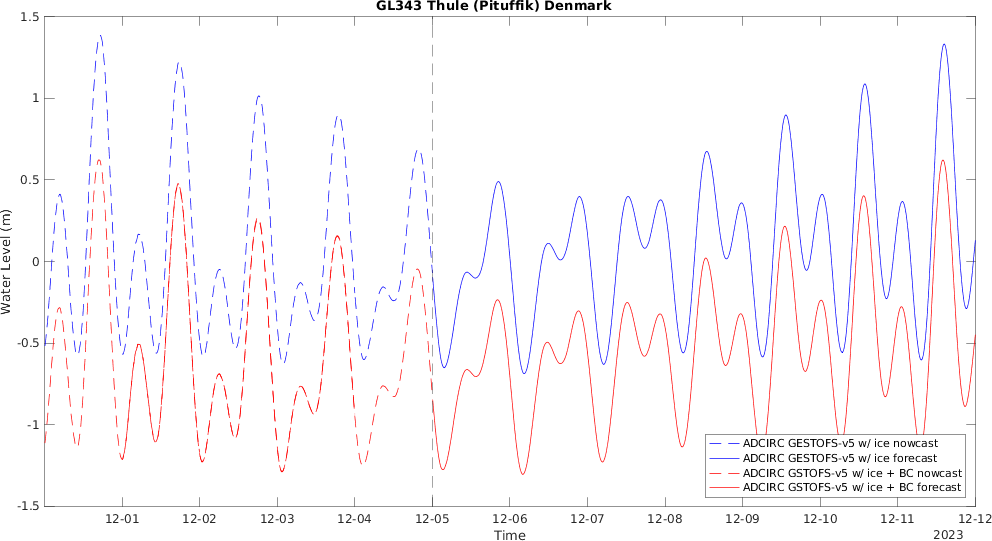 GL343 Thule (Pituffik) Denmark
1.5
1
0.5
0
-0.5
-1
-1.5
Water Level (m)
12-01 12-02 12-03 12-04 12-05 12-06 12-07 12-08 12-09 12-10 12-11 12-12
Time
2023
ADCIRC GESTOFS-v5 w/ ice nowcast
ADCIRC GESTOFS-v5 w/ ice forecast
ADCIRC GSTOFS-v5 w/ ice + BC nowcast
ADCIRC GSTOFS-v5 w/ ice + BC forecast